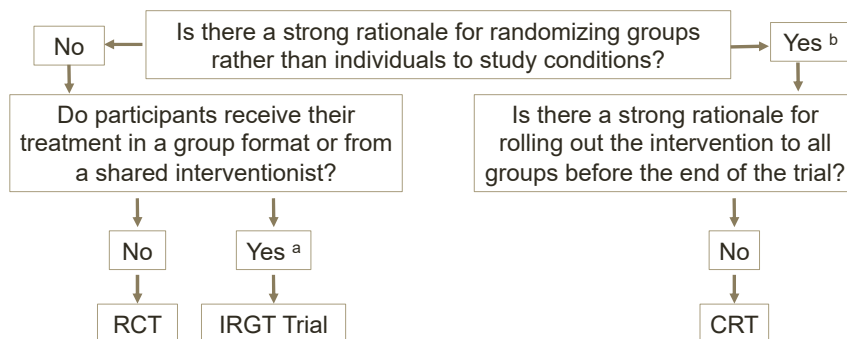 Is there a strong rationale for randomizing groups
rather than individuals to study conditions?
No
Yes b
Do participants receive their
treatment in a group format or from
a shared interventionist?
Is there a strong rationale for
rolling out the intervention to all
groups before the end of the trial?
No
Yes a
No
RCT
IRGT Trial
CRT